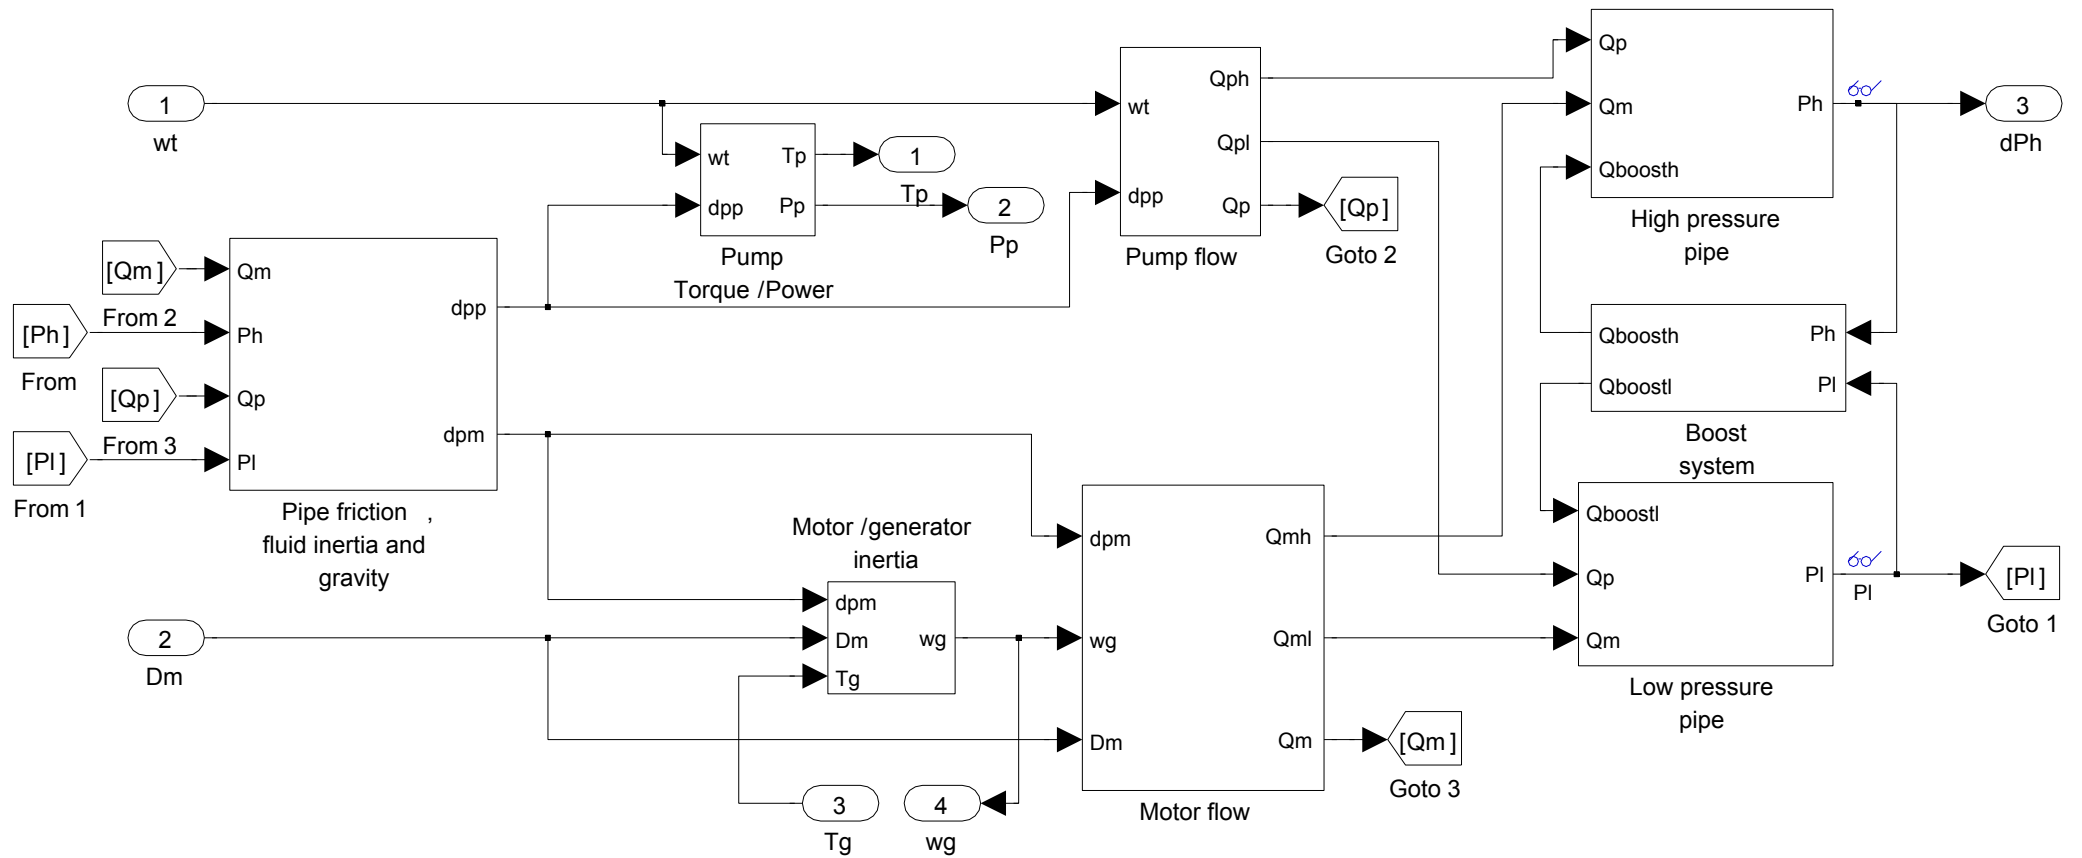 1
wt
[Qm]
From 2
[Ph]
From
[Qp]
From 3
[Pl]
From 1
Qm
Ph
Qp
Pl
dpp
dpm
Pipe friction ,
fluid inertia and
gravity
2
Dm
wt
dpp
Tp
Pp
Pump
Torque /Power
1
Tp
2
Pp
wt
dpp
Qph
Qpl
Qp
Pump flow
[Qp]
Goto 2
Motor /generator
inertia
dpm
Dm
Tg
wg
3
Tg
4
wg
dpm
wg
Dm
Qmh
Qml
Qm
Motor flow
[Qm]
Goto 3
Qp
Qm
Qboosth
Ph
High pressure
pipe
3
dPh
Qboosth
Qboostl
Ph
Pl
Boost
system
Qboostl
Qp
Qm
Pl
Low pressure
pipe
Pl
[Pl]
Goto 1